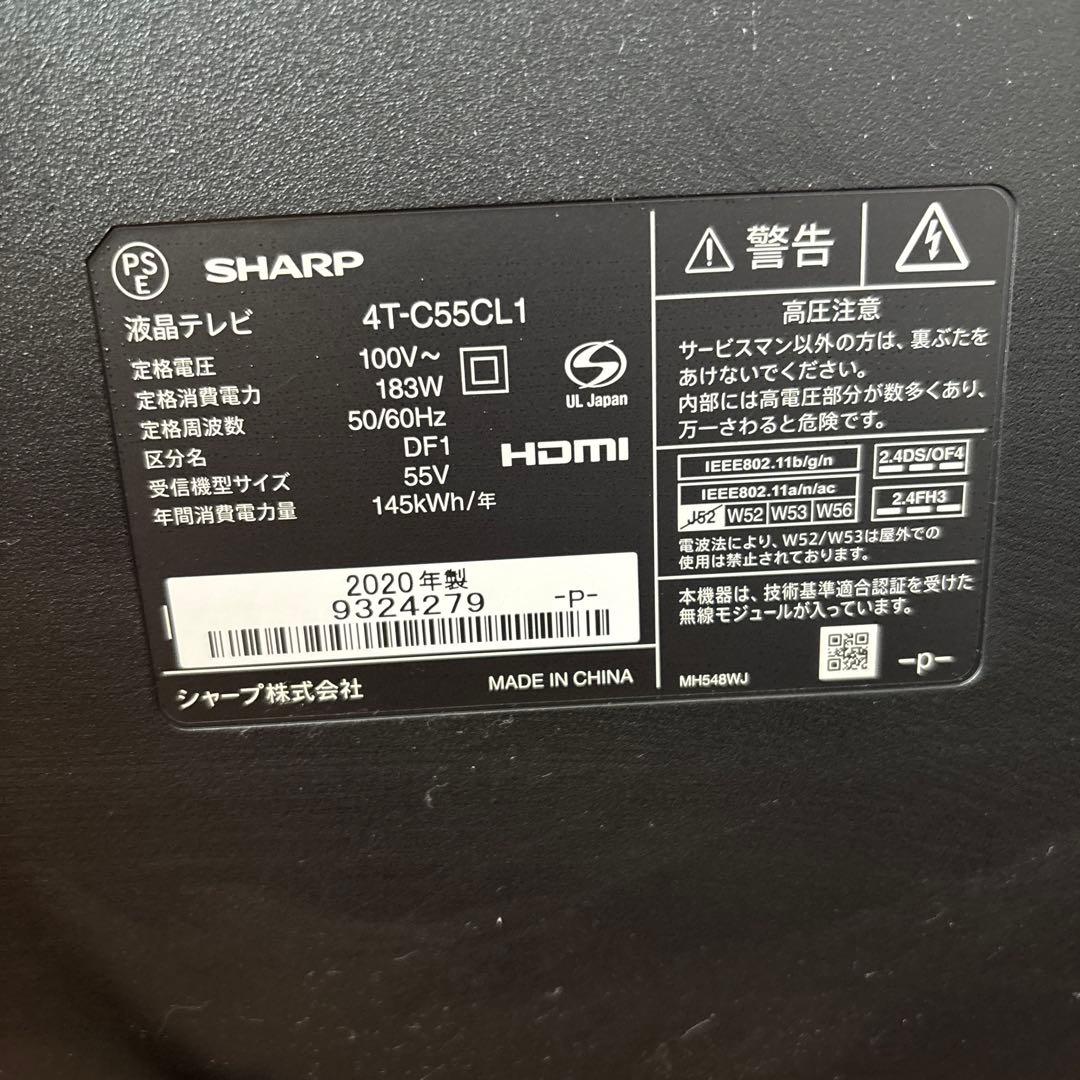 PS
E
SHARP
液晶テレビ 4T-C55CL1
定格電圧 100V～
定格消費電力 183W
定格周波数 50/60Hz
区分名 DF1
受信機型サイズ 55V
年間消費電力量 145kWh/年
S
UL Japan
HDMI
2020年製
9324279 -P-
シャープ株式会社 MADE IN CHINA
警告
高圧注意
サービスマン以外の方は、裏ぶたを
あけないでください。
内部には高電圧部分が数多くあり、
万一さわると危険です。
IEEE802.11b/g/n
IEEE802.11a/n/ac
J52 W52 W53 W56
2.4DS/OF4
2.4FH3
電波法により、W52/W53は屋外での
使用は禁止されております。
本機器は、技術基準適合認証を受けた
無線モジュールが入っています。
MH548WJ -p-